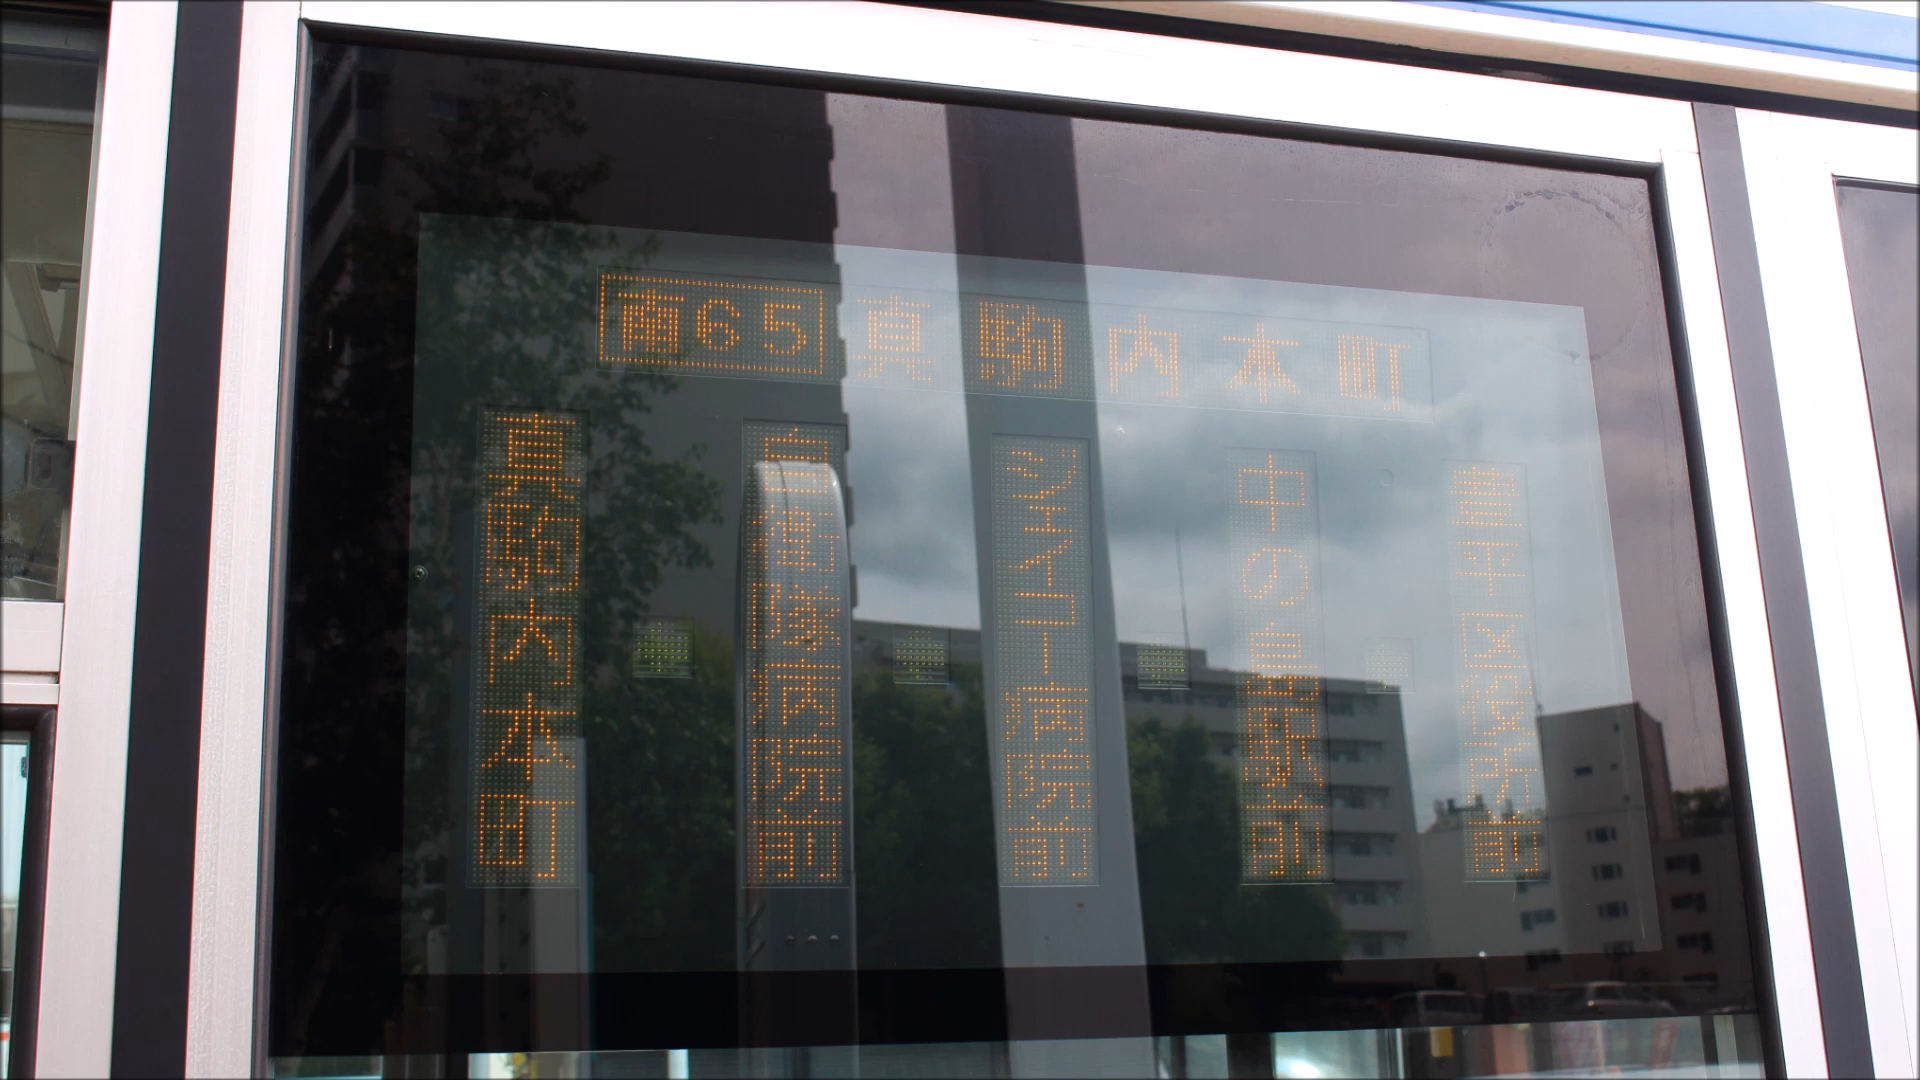 南65 真駒内本町
真駒内本町
自衛隊病院前
ジェイコー病院前
中の島駅前
豊平区役所前